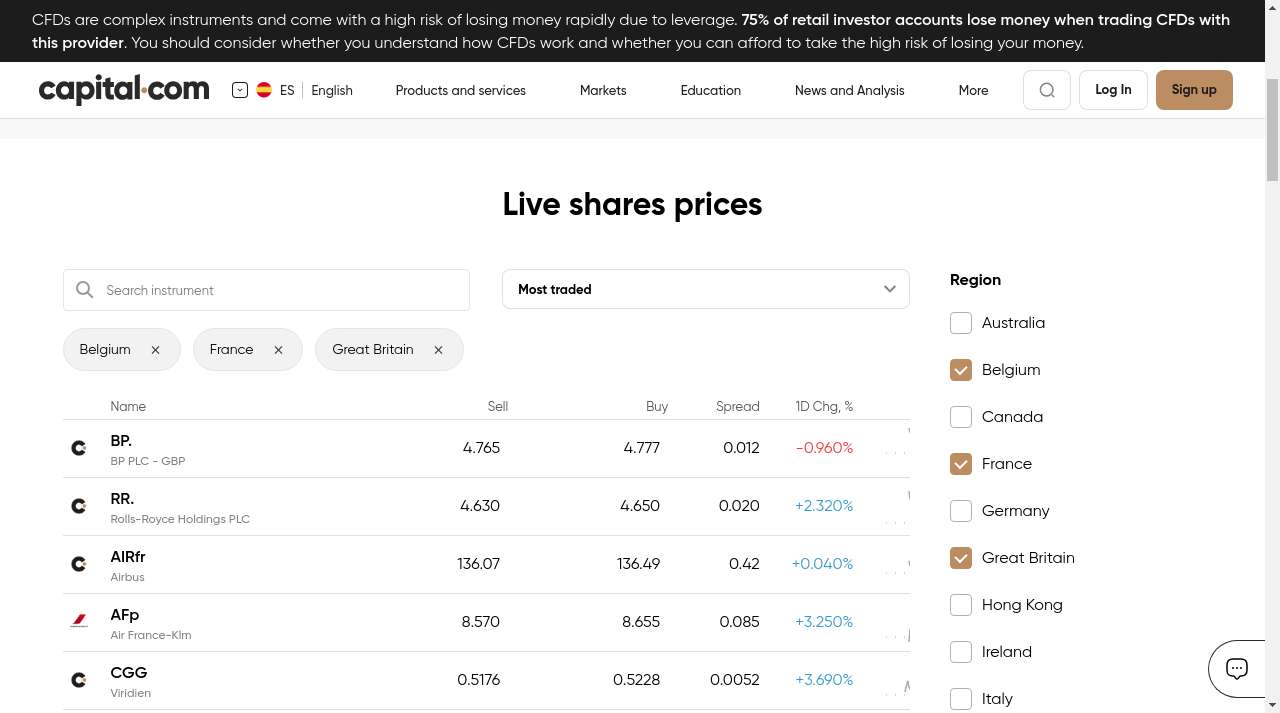 CFDs are complex instruments and come with a high risk of losing money rapidly due to leverage. 75% of retail investor accounts lose money when trading CFDs with
this provider. You should consider whether you understand how CFDs work and whether you can afford to take the high risk of losing your money.
capital.com ES English Products and services Markets Education News and Analysis More Log In Sign up
Live shares prices
Search instrument
Most traded
Belgium France Great Britain
Name Sell Buy Spread 1D Chg, %
BP. 4.765 4.777 0.012 -0.960%
BP PLC - GBP
RR. 4.630 4.650 0.020 +2.320%
Rolls-Royce Holdings PLC
AIRfr 136.07 136.49 0.42 +0.040%
Airbus
AFp 8.570 8.655 0.085 +3.250%
Air France-Klm
CGG 0.5176 0.5228 0.0052 +3.690%
Viridien
Region
Australia
Belgium
Canada
France
Germany
Great Britain
Hong Kong
Ireland
Italy